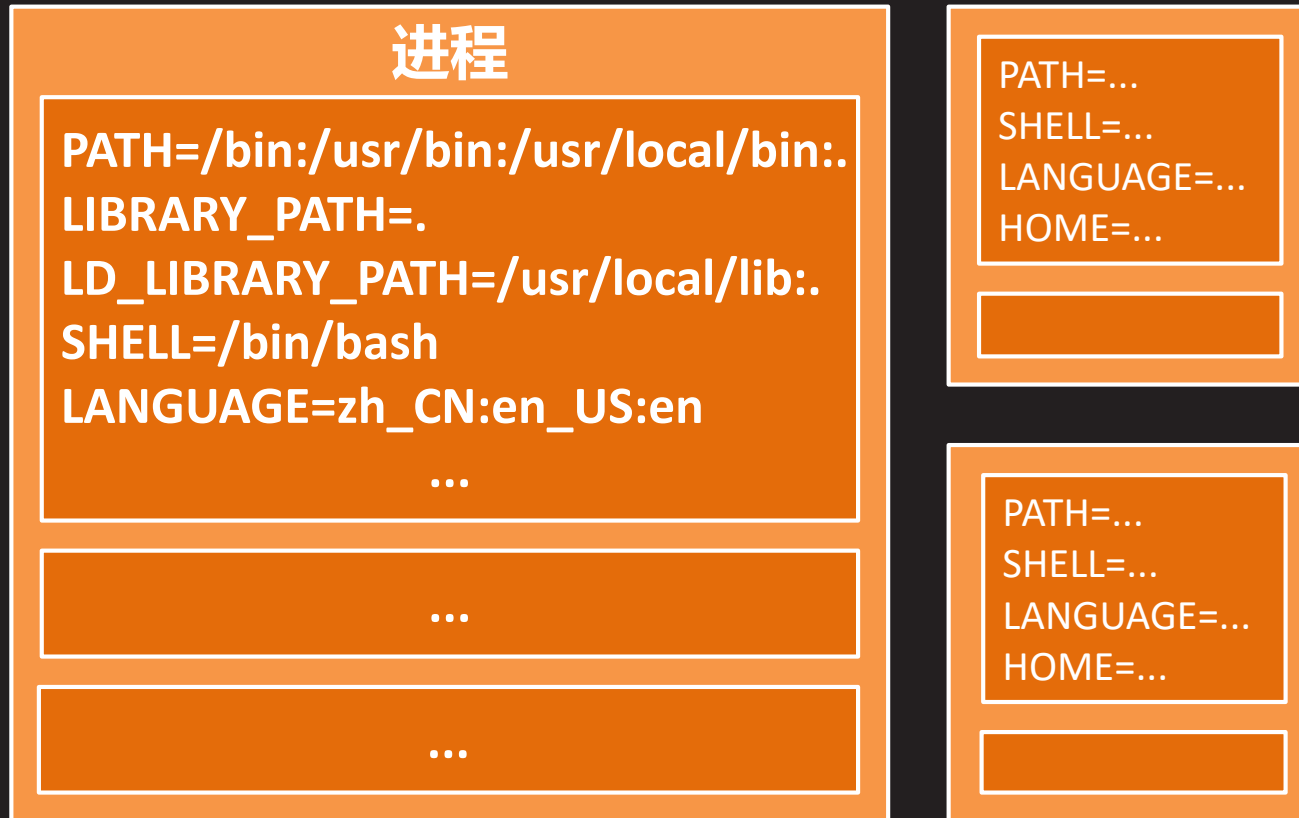 进程
PATH=/bin:/usr/bin:/usr/local/bin:.
LIBRARY_PATH=.
LD_LIBRARY_PATH=/usr/local/lib:.
SHELL=/bin/bash
LANGUAGE=zh_CN:en_US:en
...
...
...
PATH=...
SHELL=...
LANGUAGE=...
HOME=...
PATH=...
SHELL=...
LANGUAGE=...
HOME=...